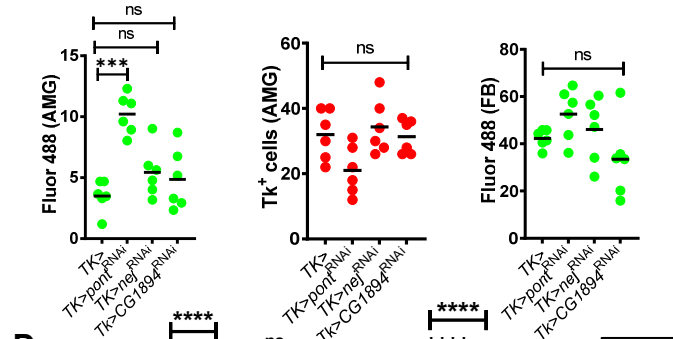 ns
ns
***
15
10
5
0
Fluor 488 (AMG)
TK>
TK>pontRNAi
TK>nejRNAi
Tk>CG1894RNAi
ns
60
40
20
0
Tk+ cells (AMG)
TK>
TK>pontRNAi
TK>nejRNAi
Tk>CG1894RNAi
ns
80
60
40
20
0
Fluor 488 (FB)
TK>
TK>pontRNAi
TK>nejRNAi
Tk>CG1894RNAi
****
****